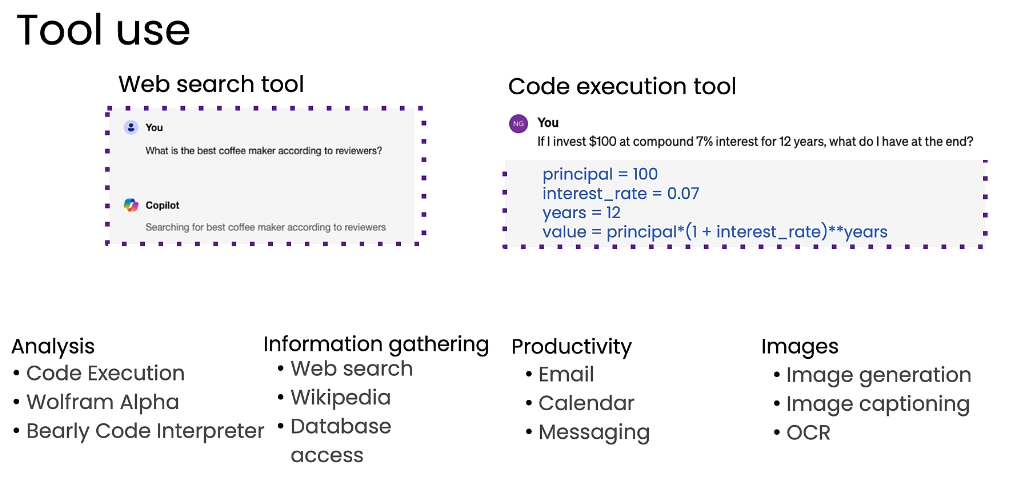 Tool use
Web search tool
You
What is the best coffee maker according to reviewers?
Copilot
Searching for best coffee maker according to reviewers
Code execution tool
NG
You
If I invest $100 at compound 7% interest for 12 years, what do I have at the end?
principal = 100
interest_rate = 0.07
years = 12
value = principal*(1 + interest_rate)**years
Analysis
• Code Execution
• Wolfram Alpha
• Bearly Code Interpreter
Information gathering
• Web search
• Wikipedia
• Database
access
Productivity
• Email
• Calendar
• Messaging
Images
• Image generation
• Image captioning
• OCR